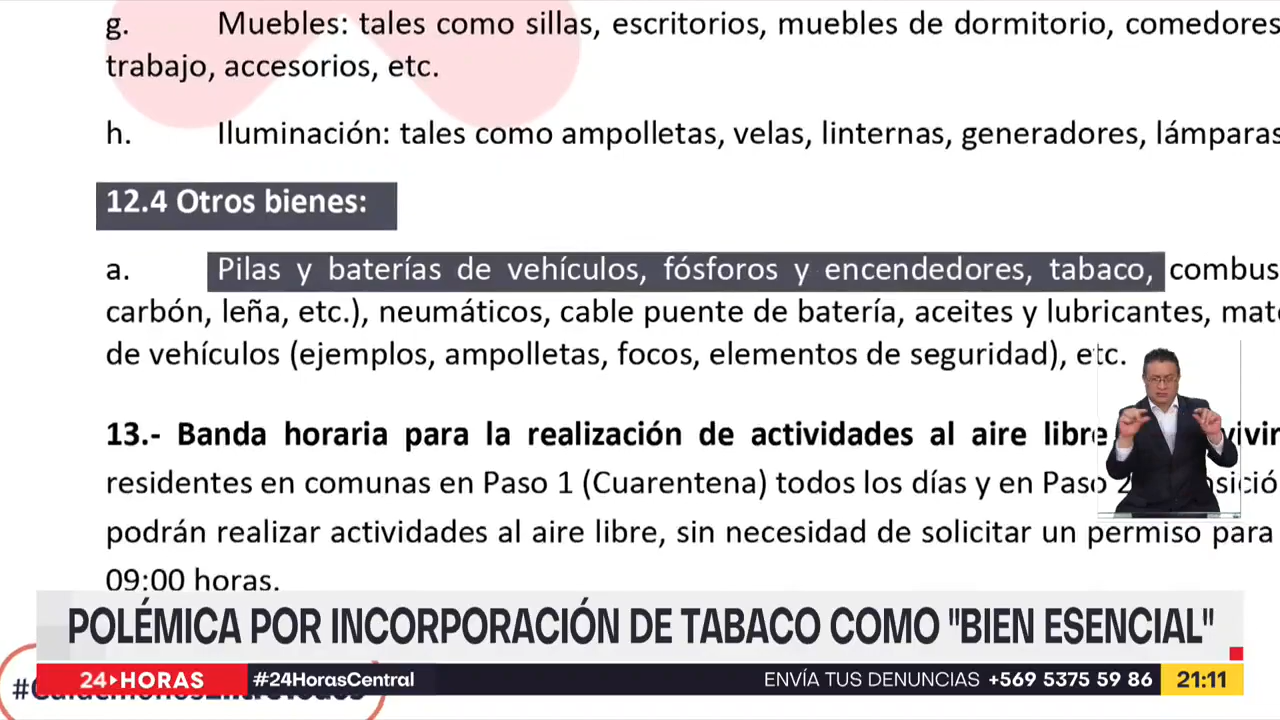 g. Muebles: tales como sillas, escritorios, muebles de dormitorio, comedores
trabajo, accesorios, etc.
h. Iluminación: tales como ampolletas, velas, linternas, generadores, lámparas
12.4 Otros bienes:
a. Pilas y baterías de vehículos, fósforos y encendedores, tabaco, combus
carbón, leña, etc.), neumáticos, cable puente de batería, aceites y lubricantes, mat
de vehículos (ejemplos, ampolletas, focos, elementos de seguridad), etc.
13.- Banda horaria para la realización de actividades al aire libre
residentes en comunas en Paso 1 (Cuarentena) todos los días y en Paso 2
podrán realizar actividades al aire libre, sin necesidad de solicitar un permiso para
09:00 horas.
POLÉMICA POR INCORPORACIÓN DE TABACO COMO "BIEN ESENCIAL"
24 HORAS #24HorasCentral ENVÍA TUS DENUNCIAS +569 5375 59 86 21:11